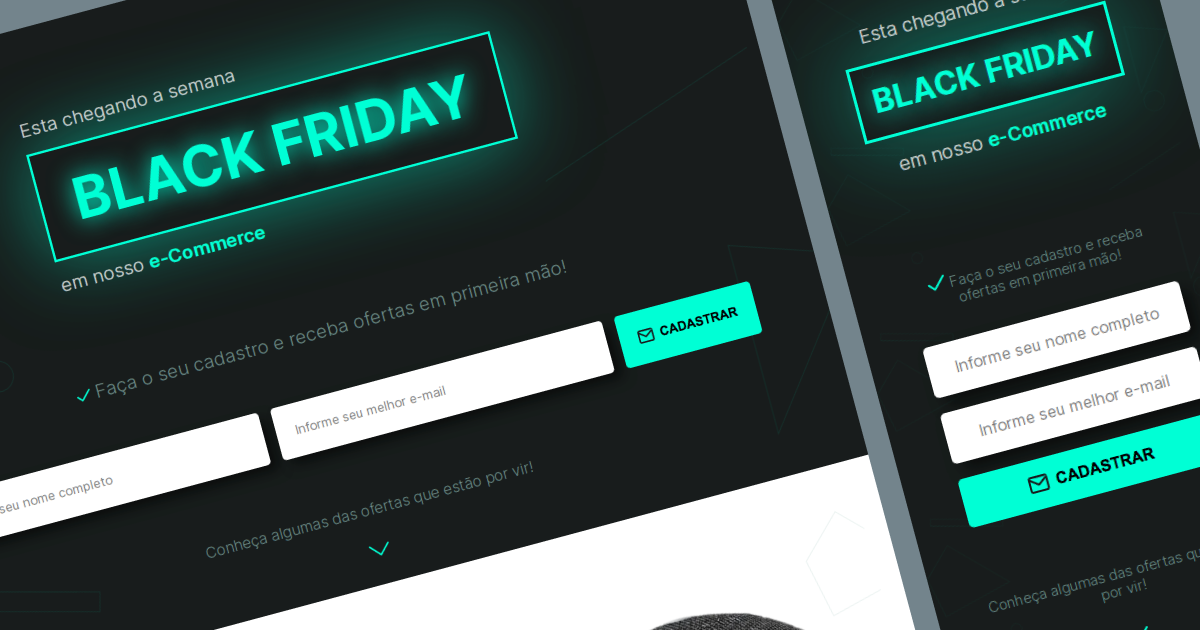 Esta chegando a semana
BLACK FRIDAY
em nosso e-Commerce
Faça o seu cadastro e receba ofertas em primeira mão!
seu nome completo
Informe seu melhor e-mail
CADASTRAR
Conheça algumas das ofertas que estão por vir!
Esta chegando a
BLACK FRIDAY
em nosso e-Commerce
Faça o seu cadastro e receba
ofertas em primeira mão!
Informe seu nome completo
Informe seu melhor e-mail
CADASTRAR
Conheça algumas das ofertas
por vir!